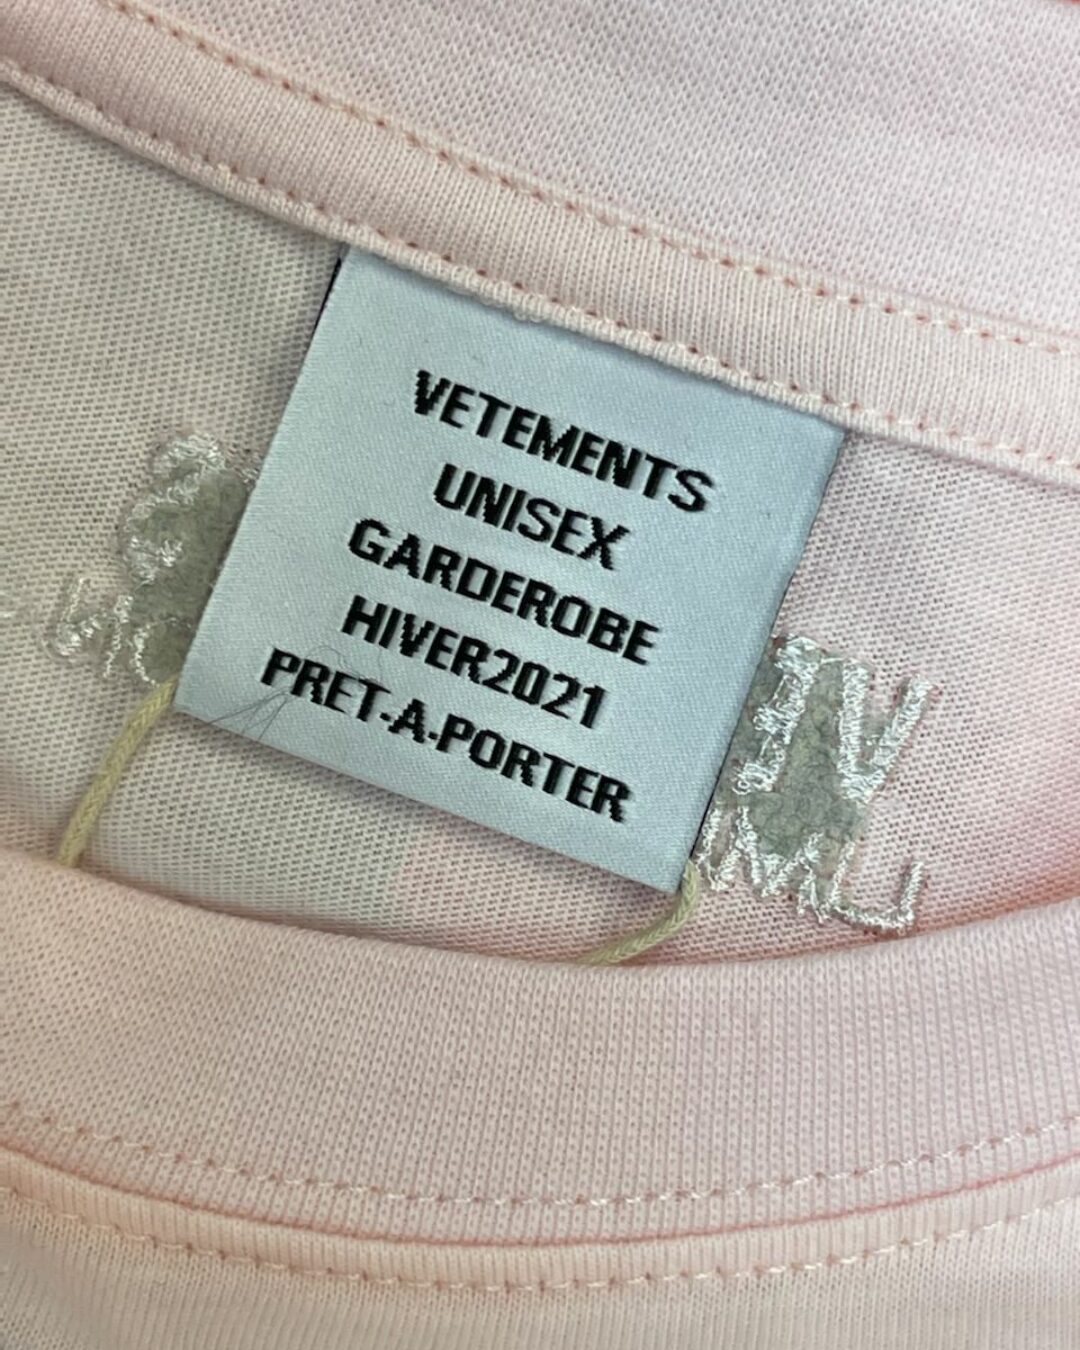 VETEMENTS
UNISEX
GARDEROBE
HIVER2021
PRET-A-PORTER